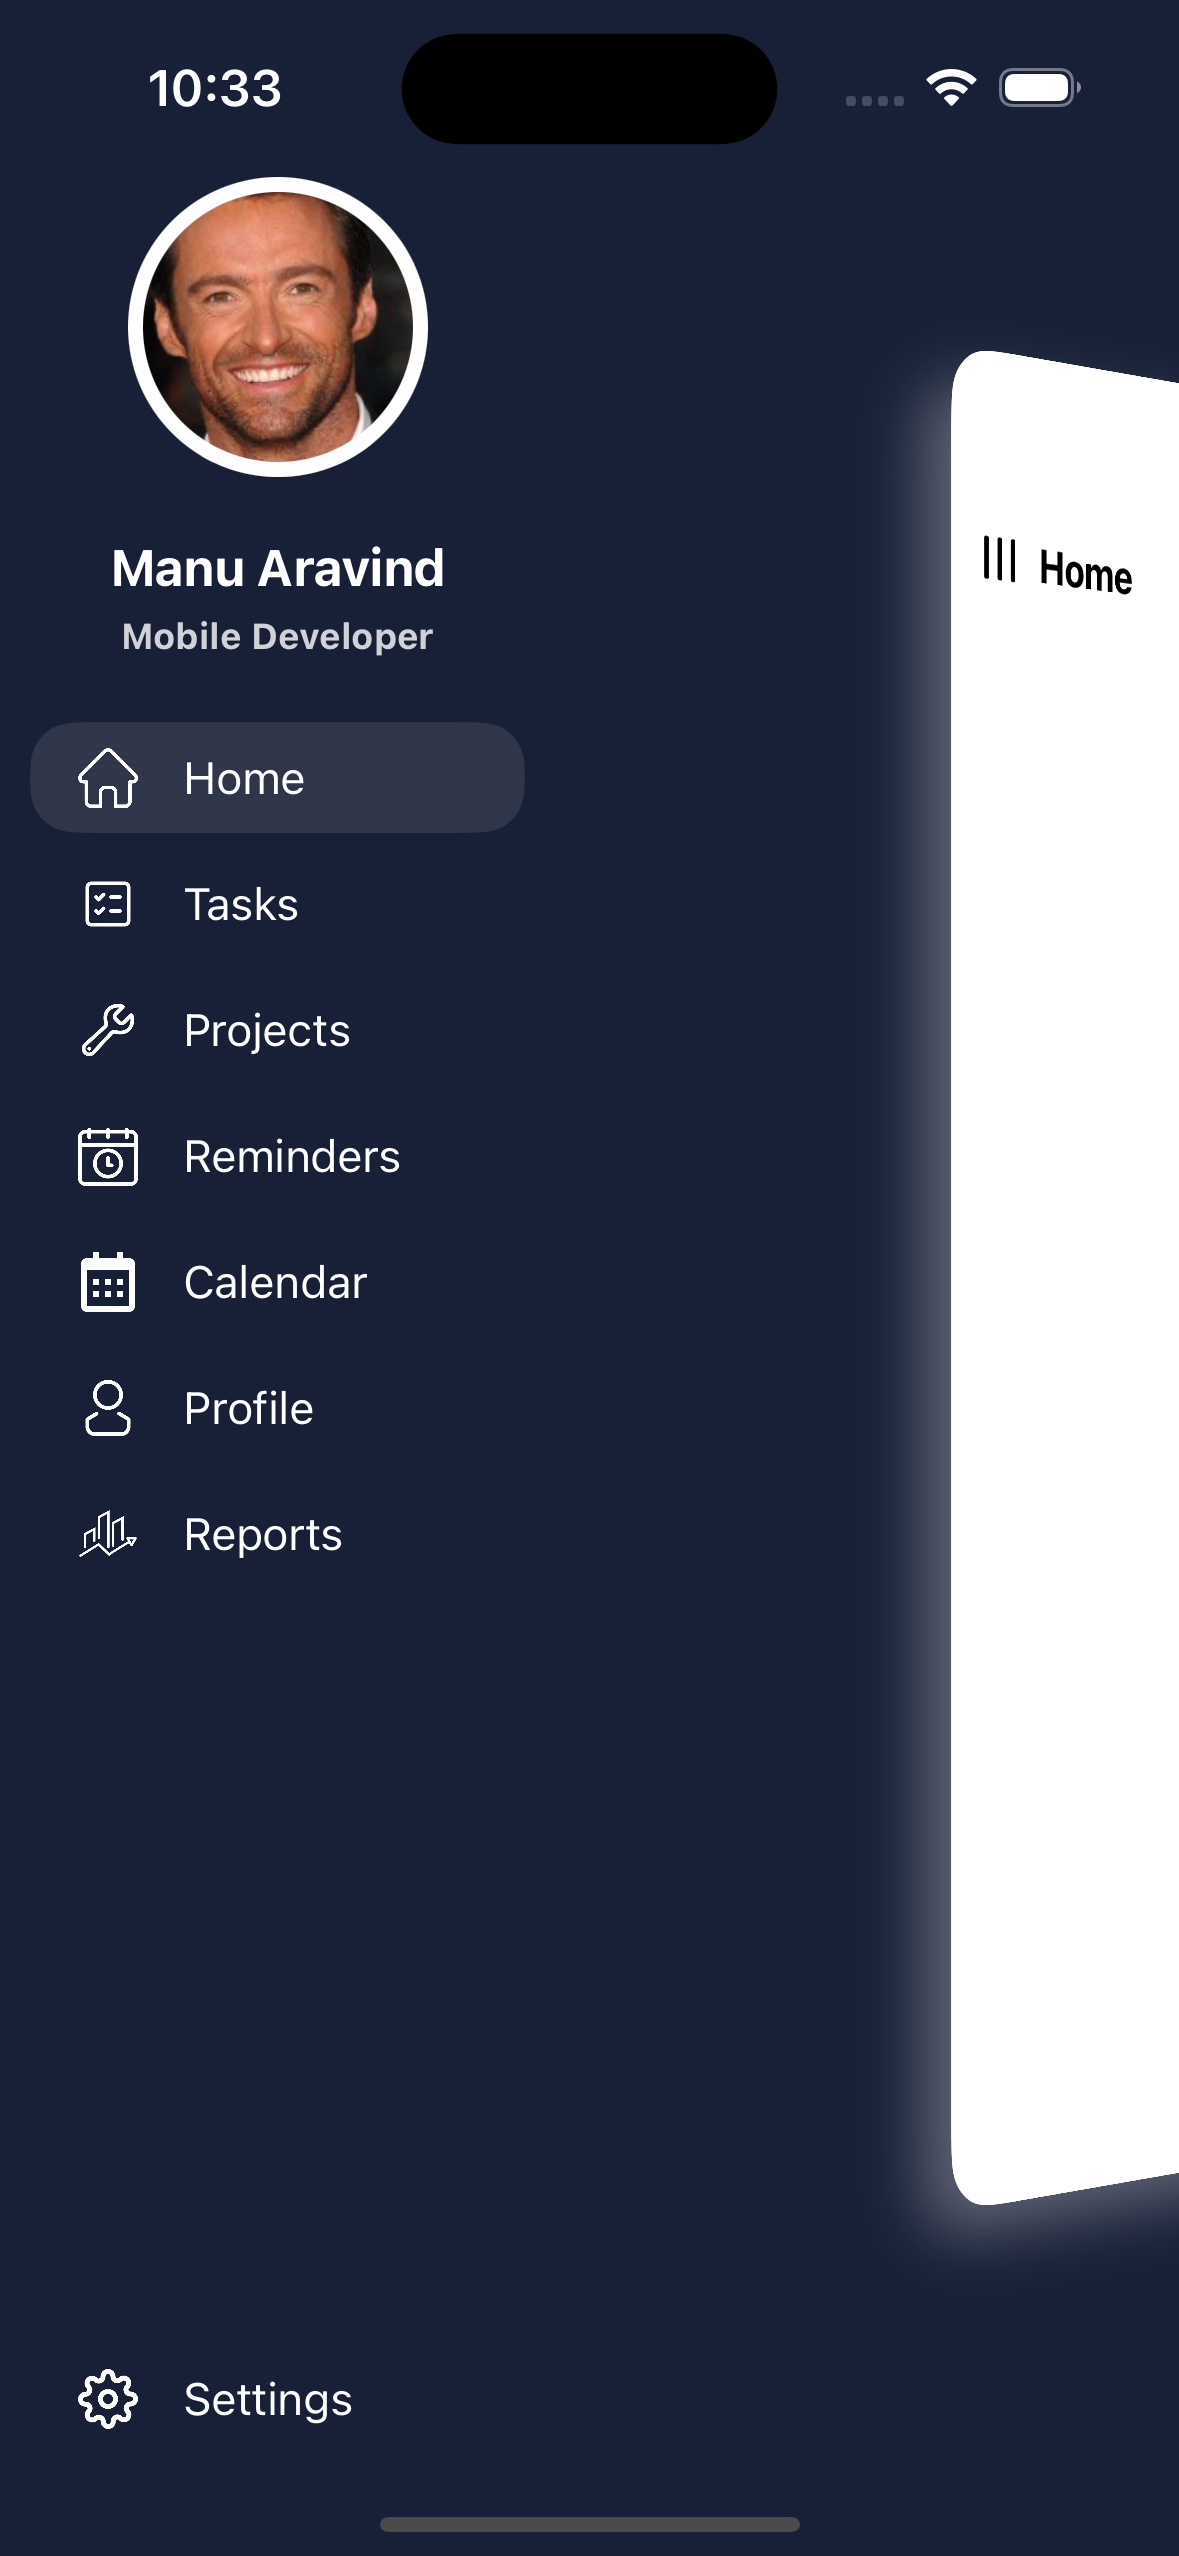 10:33
Manu Aravind
Mobile Developer
Home
Home
Tasks
Projects
Reminders
Calendar
Profile
Reports
Settings